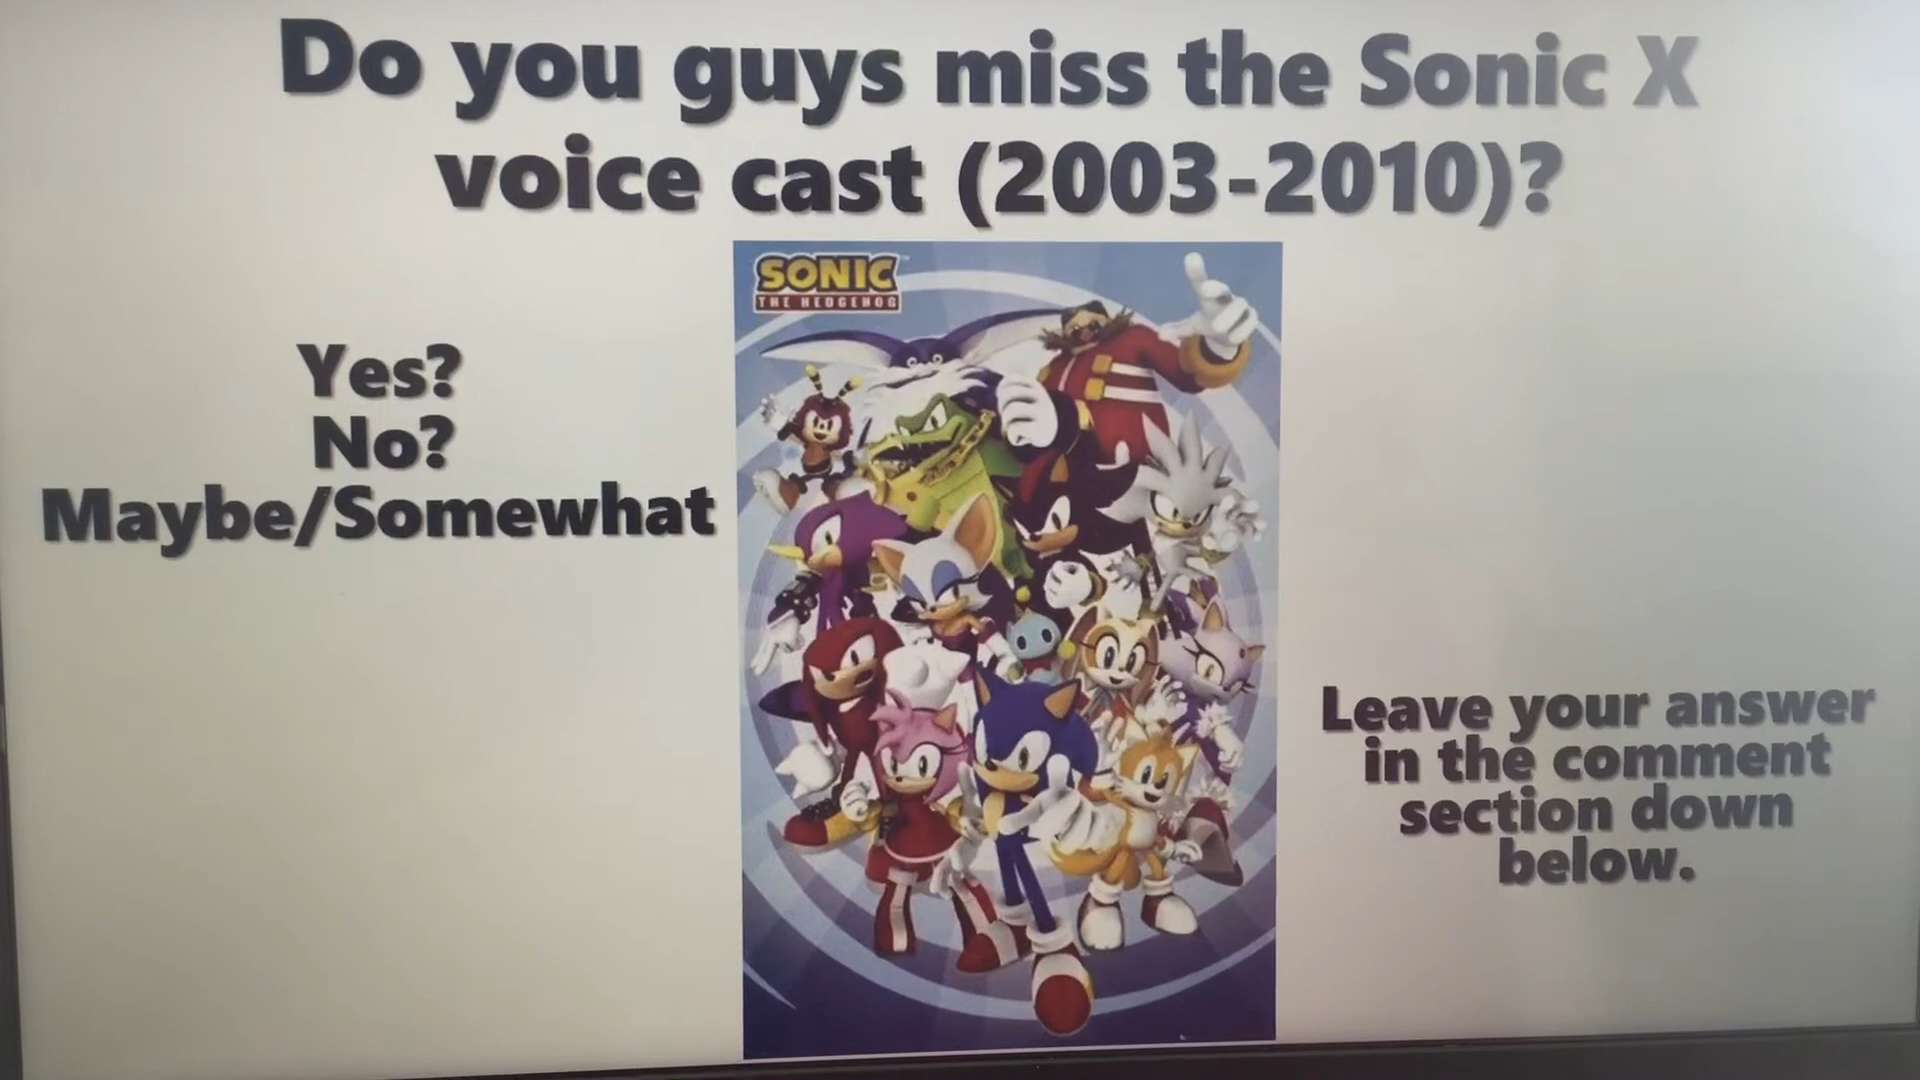 Do you guys miss the Sonic X
voice cast (2003-2010)?
SONIC
THE HEDGEHOG
Yes?
No?
Maybe/Somewhat
Leave your answer
in the comment
section down
below.